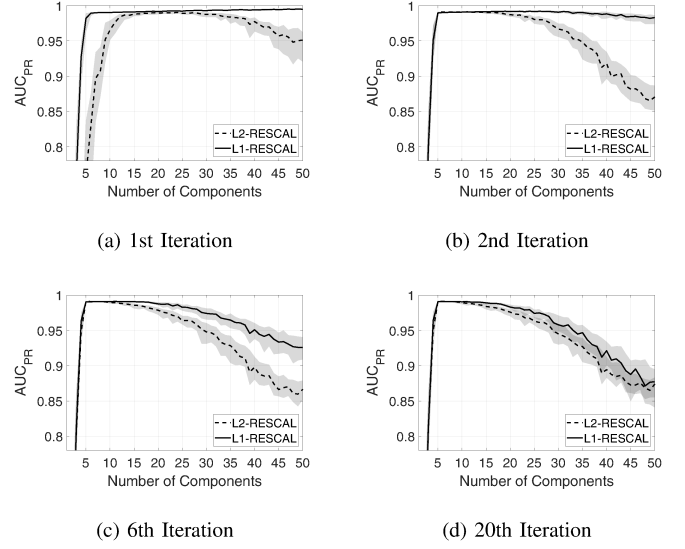 1
0.95
0.9
0.85
0.8
AUC_PR
L2-RESCAL
L1-RESCAL
5 10 15 20 25 30 35 40 45 50
Number of Components
(a) 1st Iteration
1
0.95
0.9
0.85
0.8
AUC_PR
L2-RESCAL
L1-RESCAL
5 10 15 20 25 30 35 40 45 50
Number of Components
(b) 2nd Iteration
1
0.95
0.9
0.85
0.8
AUC_PR
L2-RESCAL
L1-RESCAL
5 10 15 20 25 30 35 40 45 50
Number of Components
(c) 6th Iteration
1
0.95
0.9
0.85
0.8
AUC_PR
L2-RESCAL
L1-RESCAL
5 10 15 20 25 30 35 40 45 50
Number of Components
(d) 20th Iteration